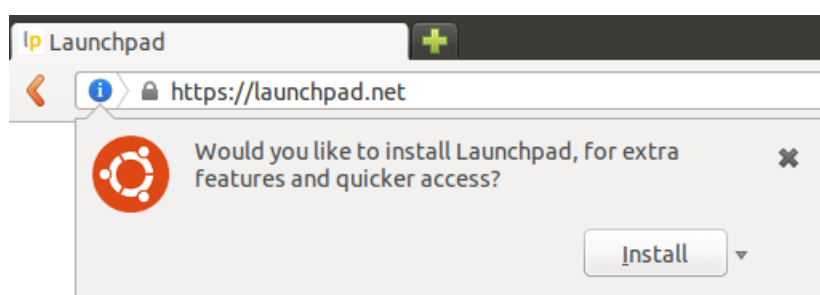 lp Launchpad
https://launchpad.net
Would you like to install Launchpad, for extra
features and quicker access?
Install